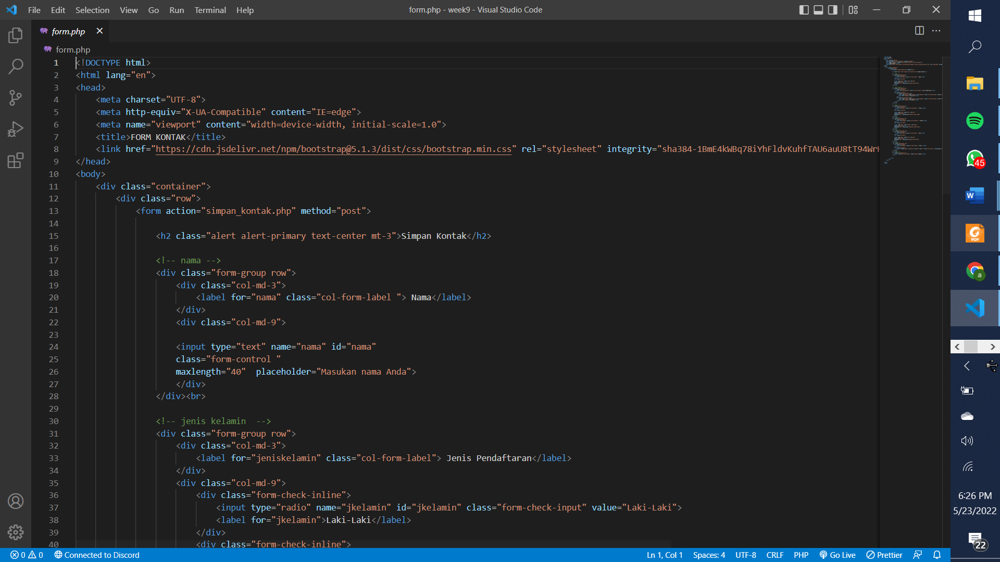 File Edit Selection View Go Run Terminal Help
form.php - week9 - Visual Studio Code
form.php
form.php
1 <!DOCTYPE html>
2 <html lang="en">
3 <head>
4 <meta charset="UTF-8">
5 <meta http-equiv="X-UA-Compatible" content="IE=edge">
6 <meta name="viewport" content="width=device-width, initial-scale=1.0">
7 <title>FORM KONTAK</title>
8 <link href="https://cdn.jsdelivr.net/npm/bootstrap@5.1.3/dist/css/bootstrap.min.css" rel="stylesheet" integrity="sha384-1BmE4kWBq78iYhFldvKuhfTAU6auU8tT94Wr
9 </head>
10 <body>
11 <div class="container">
12 <div class="row">
13 <form action="simpan_kontak.php" method="post">
14
15 <h2 class="alert alert-primary text-center mt-3">Simpan Kontak</h2>
16
17 <!-- nama -->
18 <div class="form-group row">
19 <div class="col-md-3">
20 <label for="nama" class="col-form-label "> Nama</label>
21 </div>
22 <div class="col-md-9">
23
24 <input type="text" name="nama" id="nama"
25 class="form-control "
26 maxlength="40"  placeholder="Masukan nama Anda">
27 </div>
28 </div><br>
29
30 <!-- jenis kelamin  -->
31 <div class="form-group row">
32 <div class="col-md-3">
33 <label for="jeniskelamin" class="col-form-label"> Jenis Pendaftaran</label>
34 </div>
35 <div class="col-md-9">
36 <div class="form-check-inline">
37 <input type="radio" name="jkelamin" id="jkelamin" class="form-check-input" value="Laki-Laki">
38 <label for="jkelamin">Laki-Laki</label>
39 </div>
40 <div class="form-check-inline">
0 0 Connected to Discord
Ln 1, Col 1 Spaces: 4 UTF-8 CRLF PHP Go Live Prettier
45
W
PDF
a
6:26 PM
5/23/2022
22